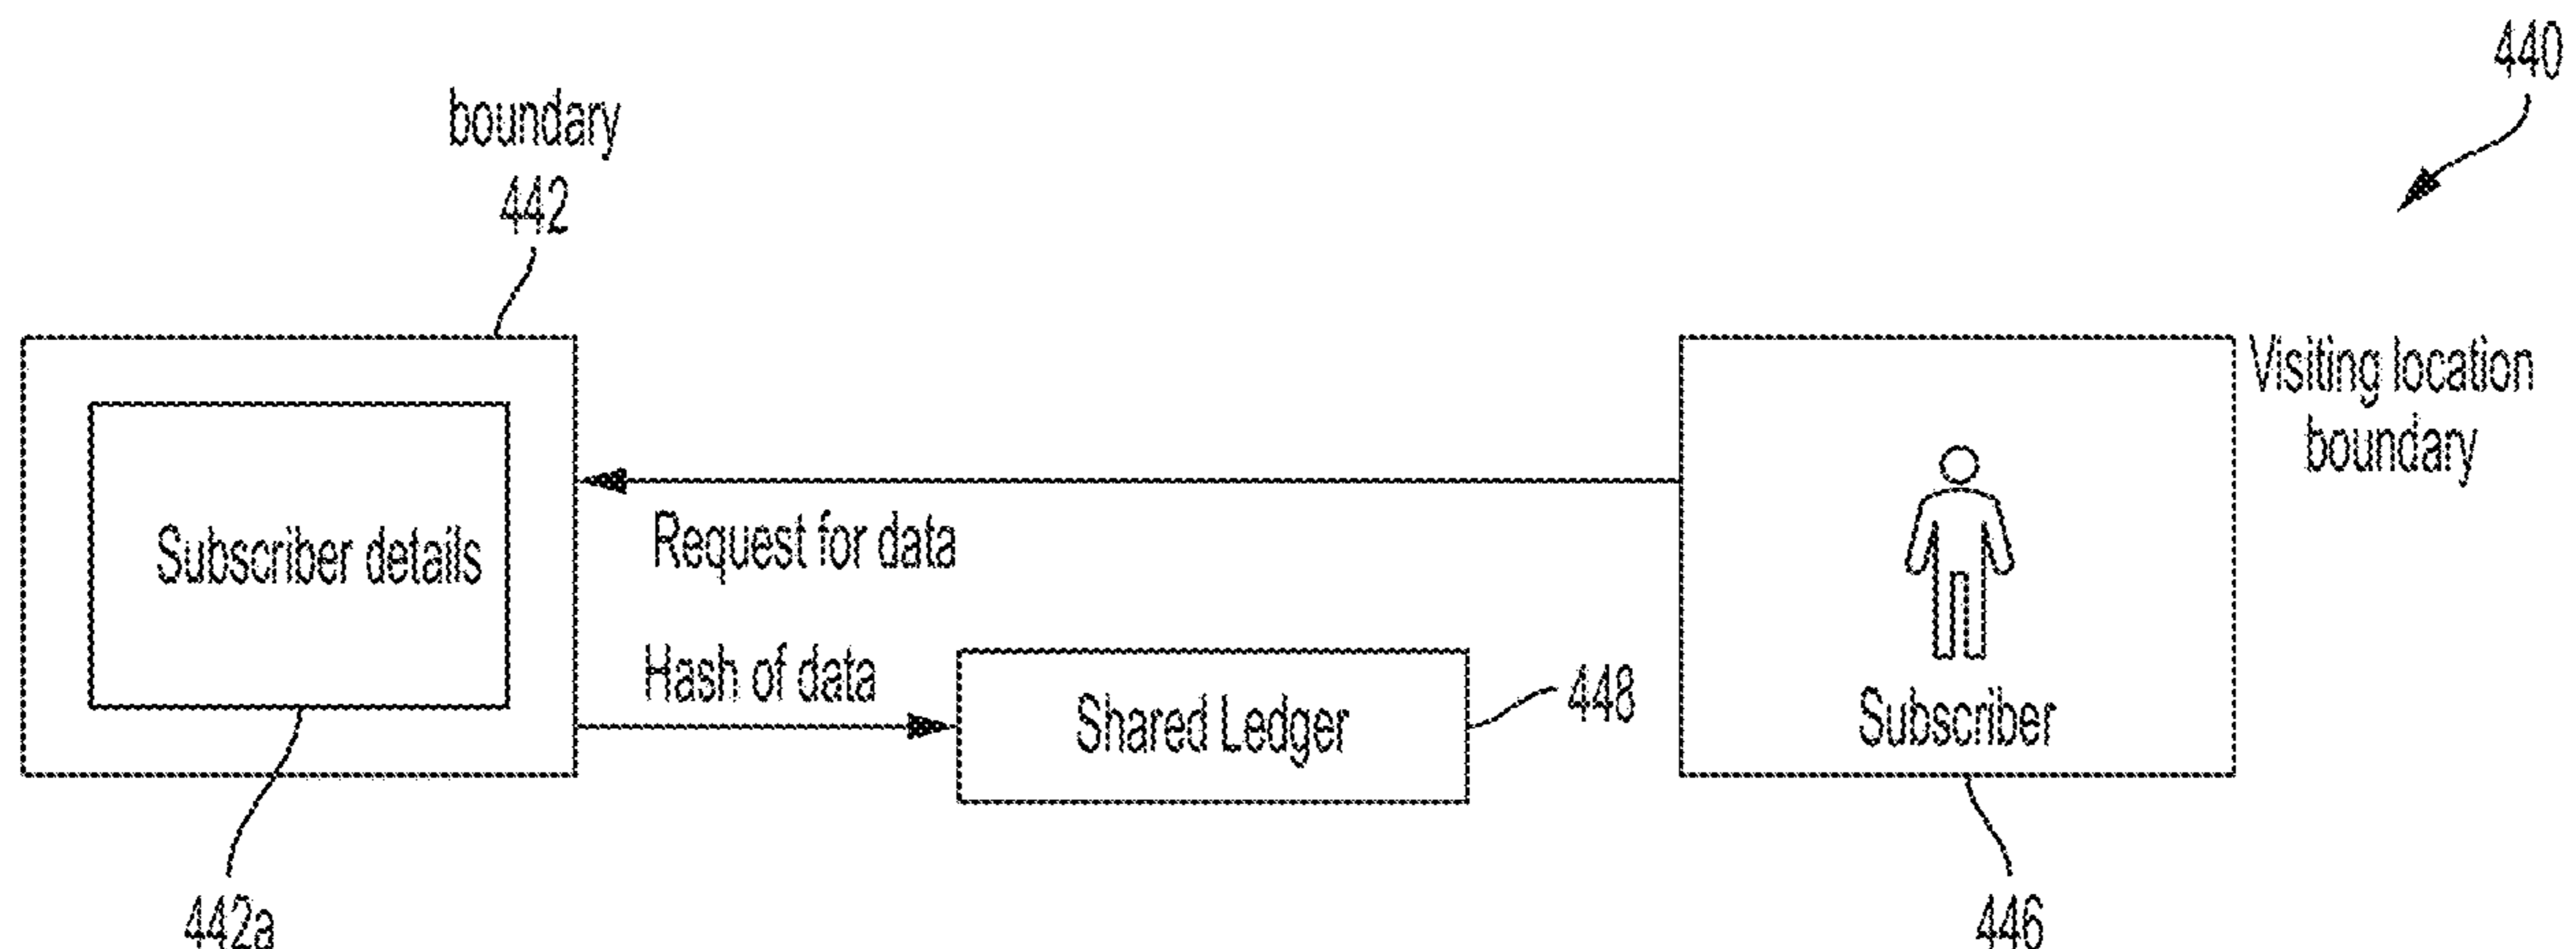 440
boundary
442
Visiting location
boundary
Subscriber details
Request for data
Hash of data
Shared Ledger
448
Subscriber
442a
446